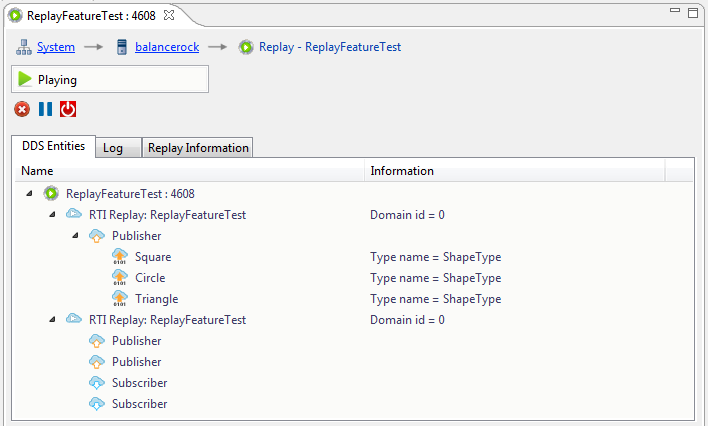 ReplayFeatureTest : 4608
System balancerock Replay - ReplayFeatureTest
Playing
DDS Entities Log Replay Information
Name Information
ReplayFeatureTest : 4608
RTI Replay: ReplayFeatureTest Domain id = 0
Publisher
Square Type name = ShapeType
Circle Type name = ShapeType
Triangle Type name = ShapeType
RTI Replay: ReplayFeatureTest Domain id = 0
Publisher
Publisher
Subscriber
Subscriber